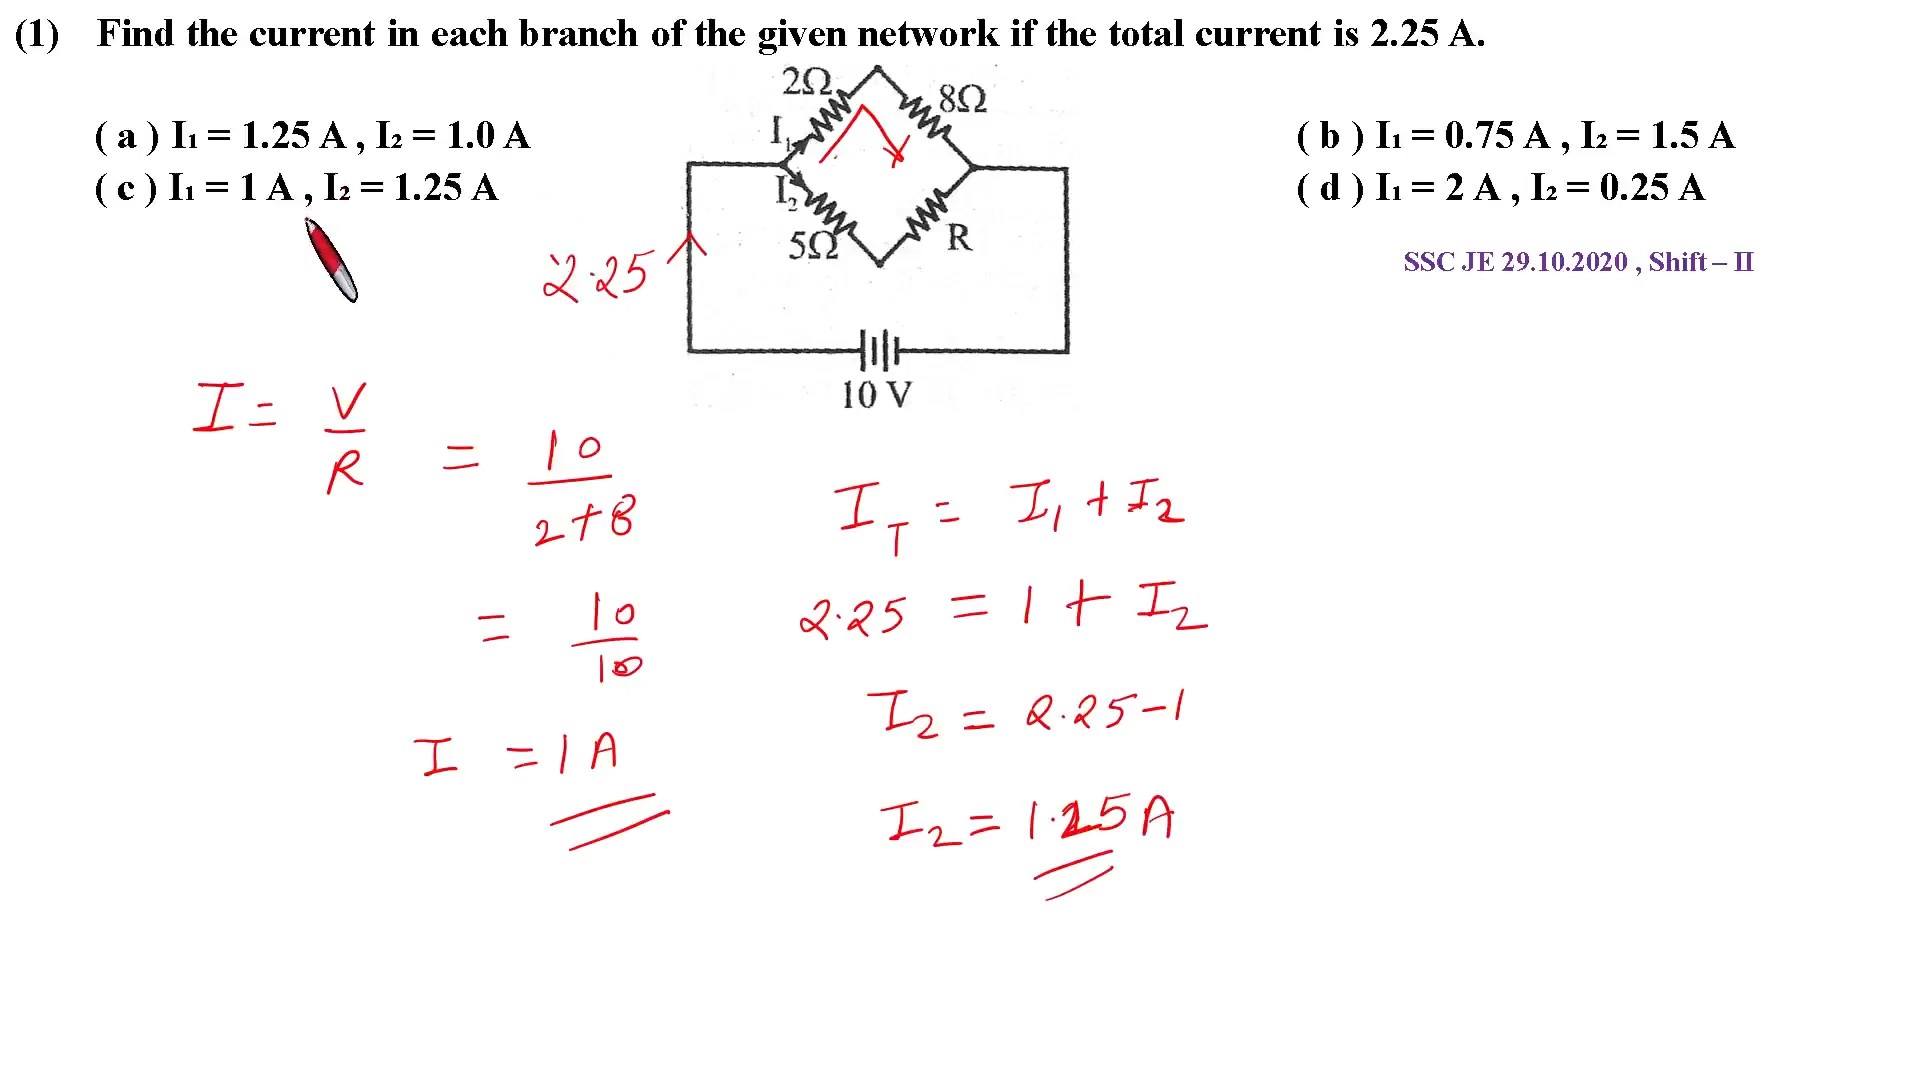 (1) Find the current in each branch of the given network if the total current is 2.25 A.
( a ) I₁ = 1.25 A , I₂ = 1.0 A
( b ) I₁ = 0.75 A , I₂ = 1.5 A
( c ) I₁ = 1 A , I₂ = 1.25 A
( d ) I₁ = 2 A , I₂ = 0.25 A
SSC JE 29.10.2020 , Shift – II
2Ω
8Ω
I₁
I₂
5Ω
R
2.25
10 V
I = V/R = 10/2+8
= 10/10
I = 1 A
I_T = I₁ + I₂
2.25 = 1 + I₂
I₂ = 2.25 - 1
I₂ = 1.25 A